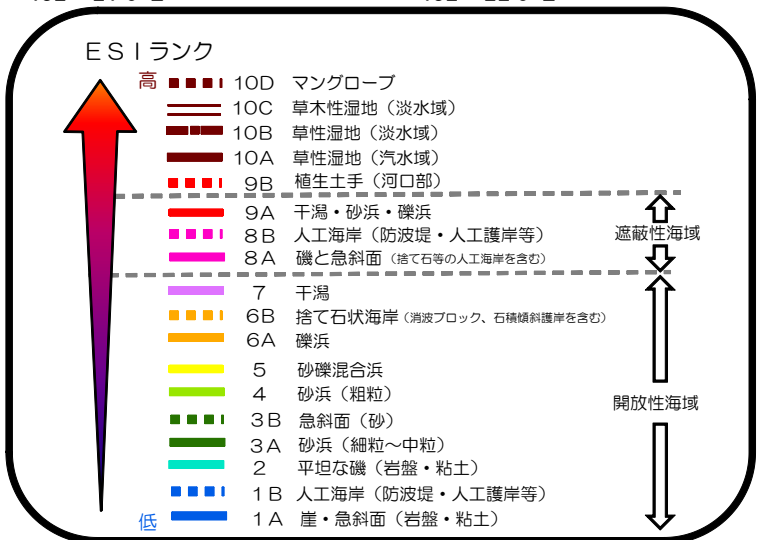 ESIランク
高
10D マングローブ
10C 草木性湿地（淡水域）
10B 草性湿地（淡水域）
10A 草性湿地（汽水域）
9B 植生土手（河口部）
9A 干潟・砂浜・礫浜
8B 人工海岸（防波堤・人工護岸等）
遮蔽性海域
8A 磯と急斜面（捨て石等の人工海岸を含む）
7 干潟
6B 捨て石状海岸（消波ブロック、石積傾斜護岸を含む）
6A 礫浜
5 砂礫混合浜
4 砂浜（粗粒）
開放性海域
3B 急斜面（砂）
3A 砂浜（細粒～中粒）
2 平坦な磯（岩盤・粘土）
1B 人工海岸（防波堤・人工護岸等）
低
1A 崖・急斜面（岩盤・粘土）